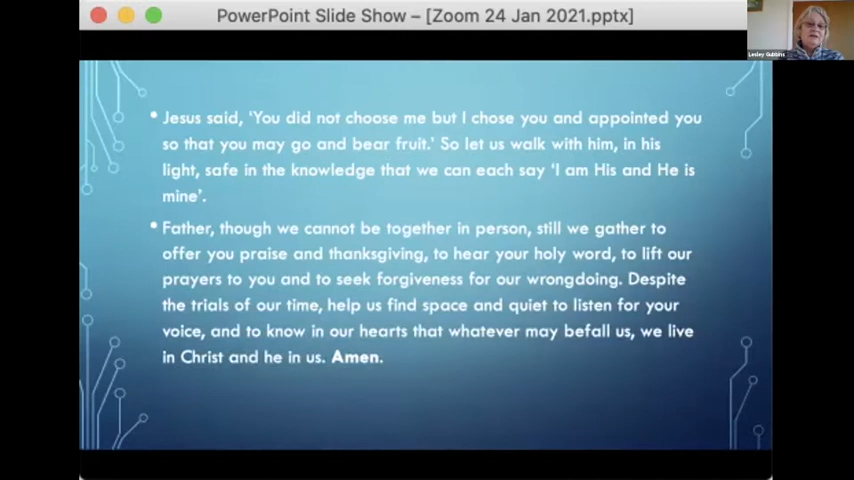 PowerPoint Slide Show – [Zoom 24 Jan 2021.pptx]
Lesley Gubbins
• Jesus said, 'You did not choose me but I chose you and appointed you
so that you may go and bear fruit.' So let us walk with him, in his
light, safe in the knowledge that we can each say 'I am His and He is
mine'.
• Father, though we cannot be together in person, still we gather to
offer you praise and thanksgiving, to hear your holy word, to lift our
prayers to you and to seek forgiveness for our wrongdoing. Despite
the trials of our time, help us find space and quiet to listen for your
voice, and to know in our hearts that whatever may befall us, we live
in Christ and he in us. Amen.